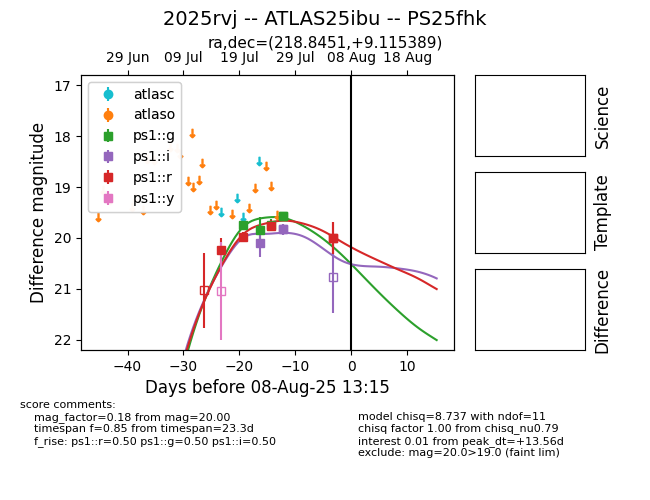 2025rvj -- ATLAS25ibu -- PS25fhk
ra,dec=(218.8451,+9.115389)
29 Jun 09 Jul 19 Jul 29 Jul 08 Aug 18 Aug
17
18
19
20
21
22
Difference magnitude
atlasc
atlaso
ps1::g
ps1::i
ps1::r
ps1::y
−40 −30 −20 −10 0 10
Days before 08-Aug-25 13:15
Science
Template
Difference
score comments:
mag_factor=0.18 from mag=20.00
timespan f=0.85 from timespan=23.3d
f_rise: ps1::r=0.50 ps1::g=0.50 ps1::i=0.50
model chisq=8.737 with ndof=11
chisq factor 1.00 from chisq_nu0.79
interest 0.01 from peak_dt=+13.56d
exclude: mag=20.0>19.0 (faint lim)